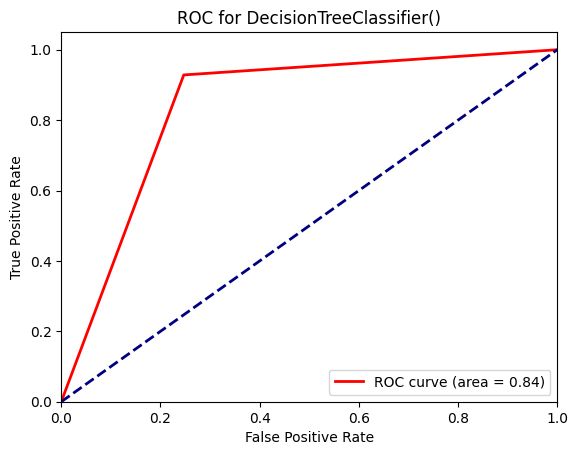 ROC for DecisionTreeClassifier()
True Positive Rate
1.0
0.8
0.6
0.4
0.2
0.0
ROC curve (area = 0.84)
0.0 0.2 0.4 0.6 0.8 1.0
False Positive Rate